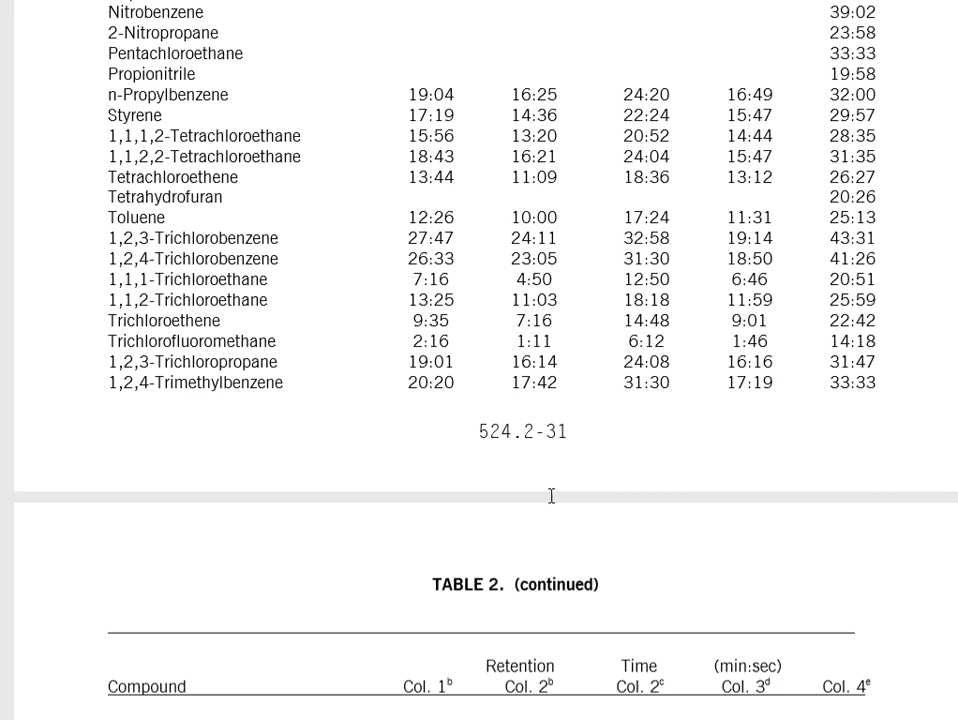 Nitrobenzene 39:02
2-Nitropropane 23:58
Pentachloroethane 33:33
Propionitrile 19:58
n-Propylbenzene 19:04 16:25 24:20 16:49 32:00
Styrene 17:19 14:36 22:24 15:47 29:57
1,1,1,2-Tetrachloroethane 15:56 13:20 20:52 14:44 28:35
1,1,2,2-Tetrachloroethane 18:43 16:21 24:04 15:47 31:35
Tetrachloroethene 13:44 11:09 18:36 13:12 26:27
Tetrahydrofuran 20:26
Toluene 12:26 10:00 17:24 11:31 25:13
1,2,3-Trichlorobenzene 27:47 24:11 32:58 19:14 43:31
1,2,4-Trichlorobenzene 26:33 23:05 31:30 18:50 41:26
1,1,1-Trichloroethane 7:16 4:50 12:50 6:46 20:51
1,1,2-Trichloroethane 13:25 11:03 18:18 11:59 25:59
Trichloroethene 9:35 7:16 14:48 9:01 22:42
Trichlorofluoromethane 2:16 1:11 6:12 1:46 14:18
1,2,3-Trichloropropane 19:01 16:14 24:08 16:16 31:47
1,2,4-Trimethylbenzene 20:20 17:42 31:30 17:19 33:33
524.2-31
TABLE 2. (continued)
Retention Time (min:sec)
Compound Col. 1ᵇ Col. 2ᵇ Col. 2ᶜ Col. 3ᵈ Col. 4ᵉ